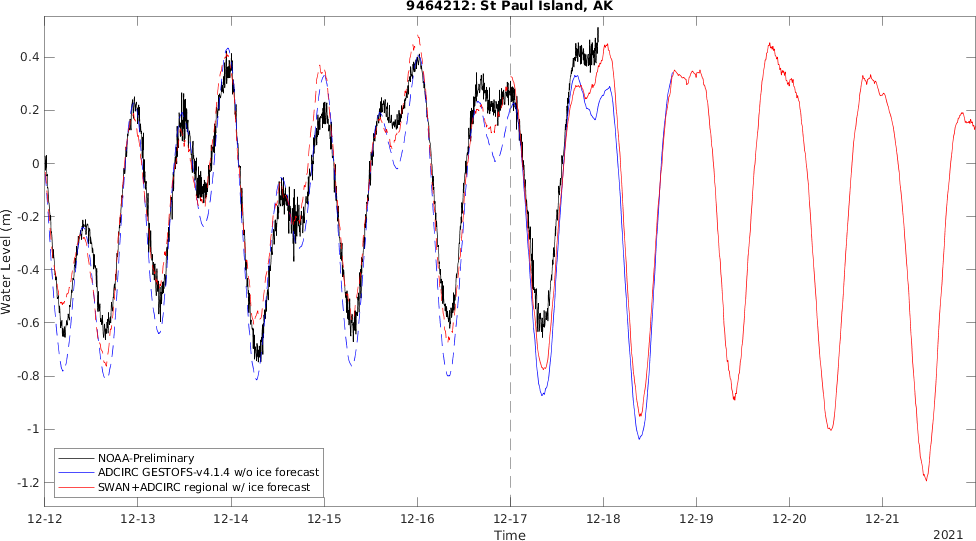 9464212: St Paul Island, AK
Water Level (m)
0.4
0.2
0
-0.2
-0.4
-0.6
-0.8
-1
-1.2
NOAA-Preliminary
ADCIRC GESTOFS-v4.1.4 w/o ice forecast
SWAN+ADCIRC regional w/ ice forecast
12-12 12-13 12-14 12-15 12-16 12-17 12-18 12-19 12-20 12-21
Time
2021